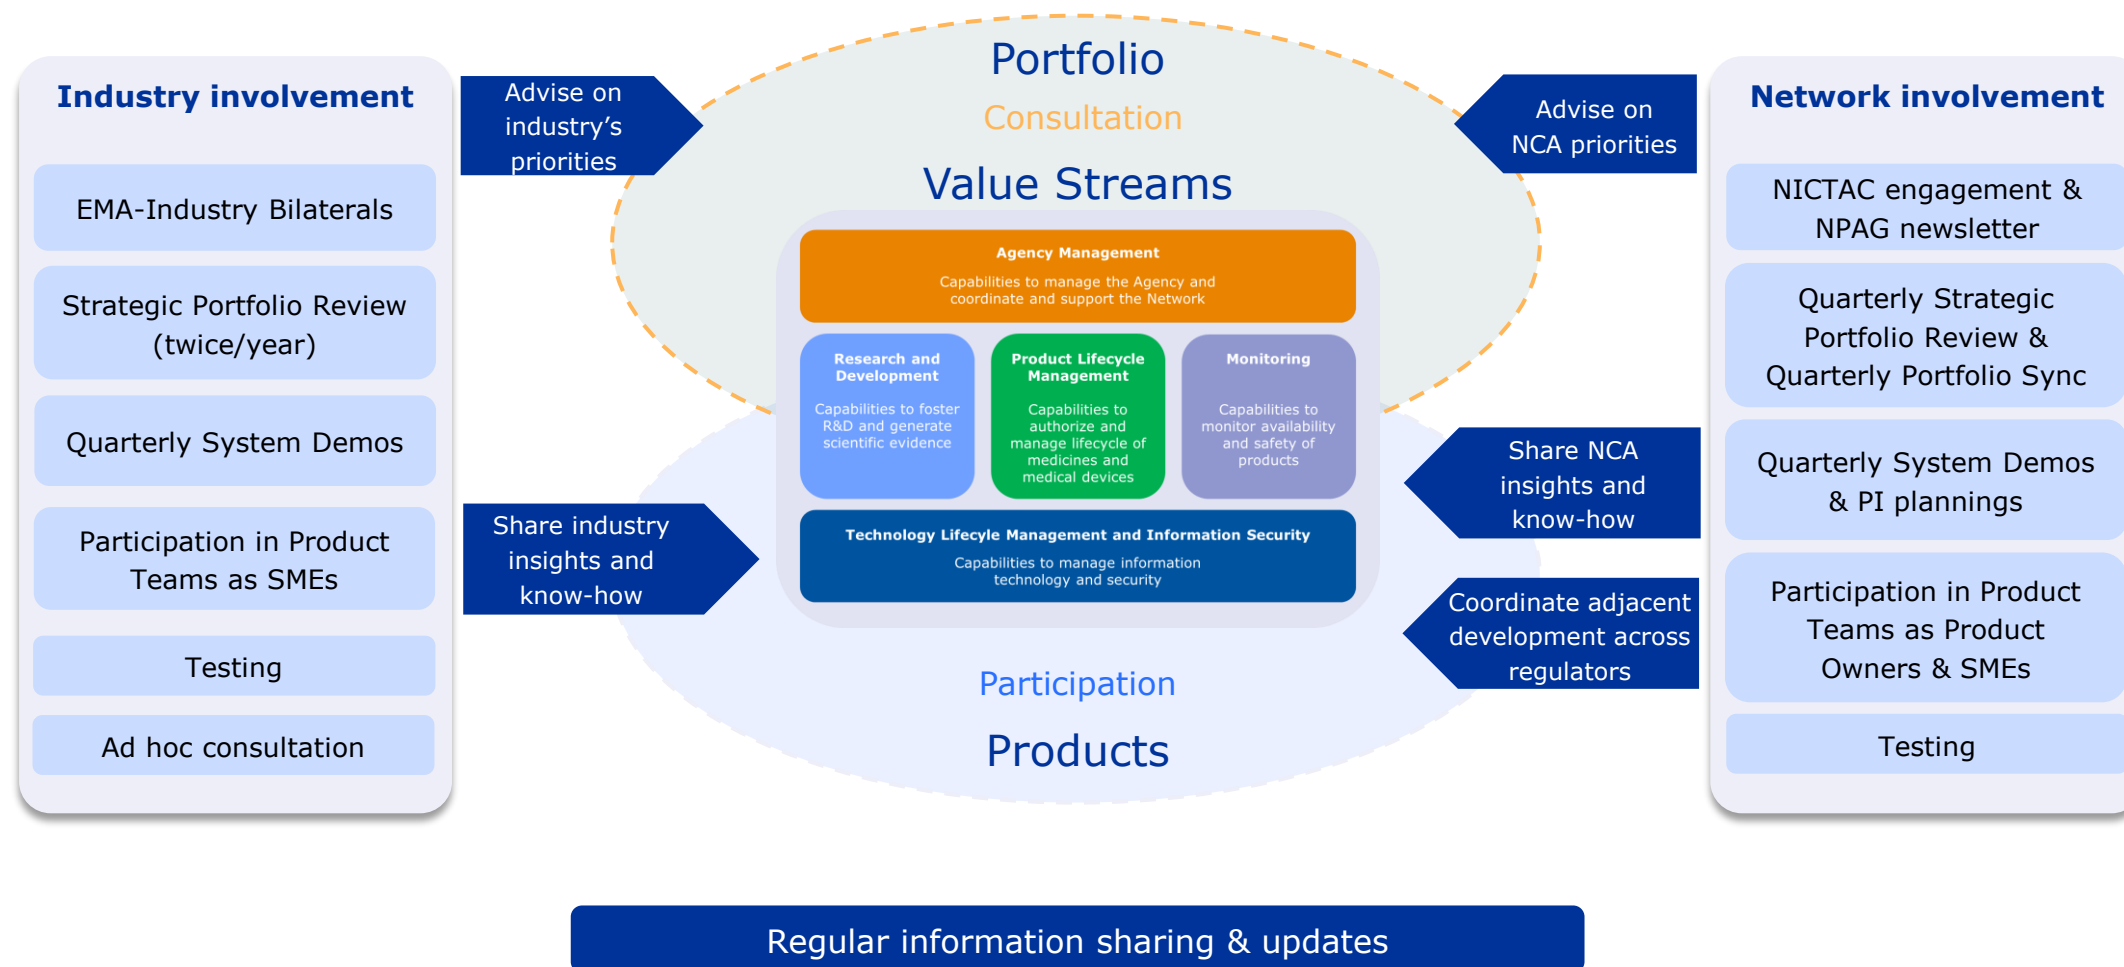 Industry involvement
EMA-Industry Bilaterals
Strategic Portfolio Review
(twice/year)
Quarterly System Demos
Participation in Product
Teams as SMEs
Testing
Ad hoc consultation
Advise on
industry’s
priorities
Share industry
insights and
know-how
Portfolio
Consultation
Value Streams
Agency Management
Capabilities to manage the Agency and
coordinate and support the Network
Research and
Development
Capabilities to foster
R&D and generate
scientific evidence
Product Lifecycle
Management
Capabilities to
authorize and
manage lifecycle of
medicines and
medical devices
Monitoring
Capabilities to
monitor availability
and safety of
products
Technology Lifecyle Management and Information Security
Capabilities to manage information
technology and security
Participation
Products
Advise on
NCA priorities
Share NCA
insights and
know-how
Coordinate adjacent
development across
regulators
Network involvement
NICTAC engagement &
NPAG newsletter
Quarterly Strategic
Portfolio Review &
Quarterly Portfolio Sync
Quarterly System Demos
& PI plannings
Participation in Product
Teams as Product
Owners & SMEs
Testing
Regular information sharing & updates